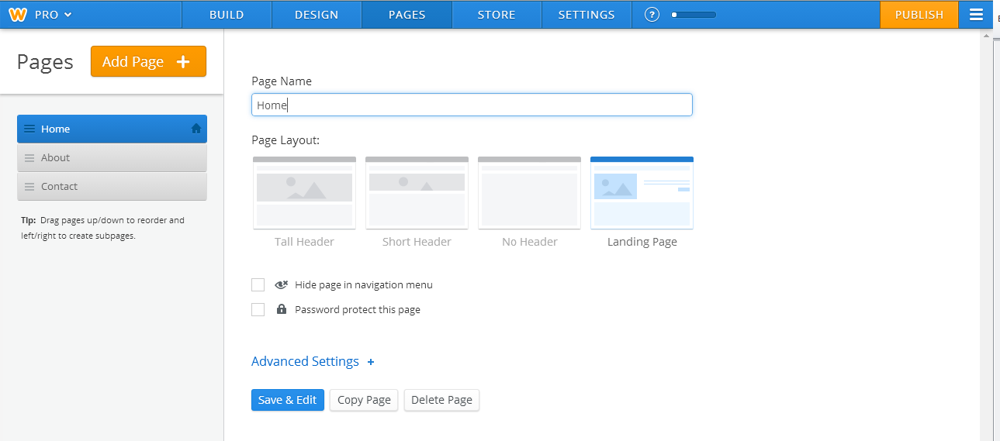 PRO BUILD DESIGN PAGES STORE SETTINGS ? PUBLISH
Pages
Add Page +
Home
About
Contact
Tip: Drag pages up/down to reorder and
left/right to create subpages.
Page Name
Home
Page Layout:
Tall Header Short Header No Header Landing Page
Hide page in navigation menu
Password protect this page
Advanced Settings +
Save & Edit Copy Page Delete Page